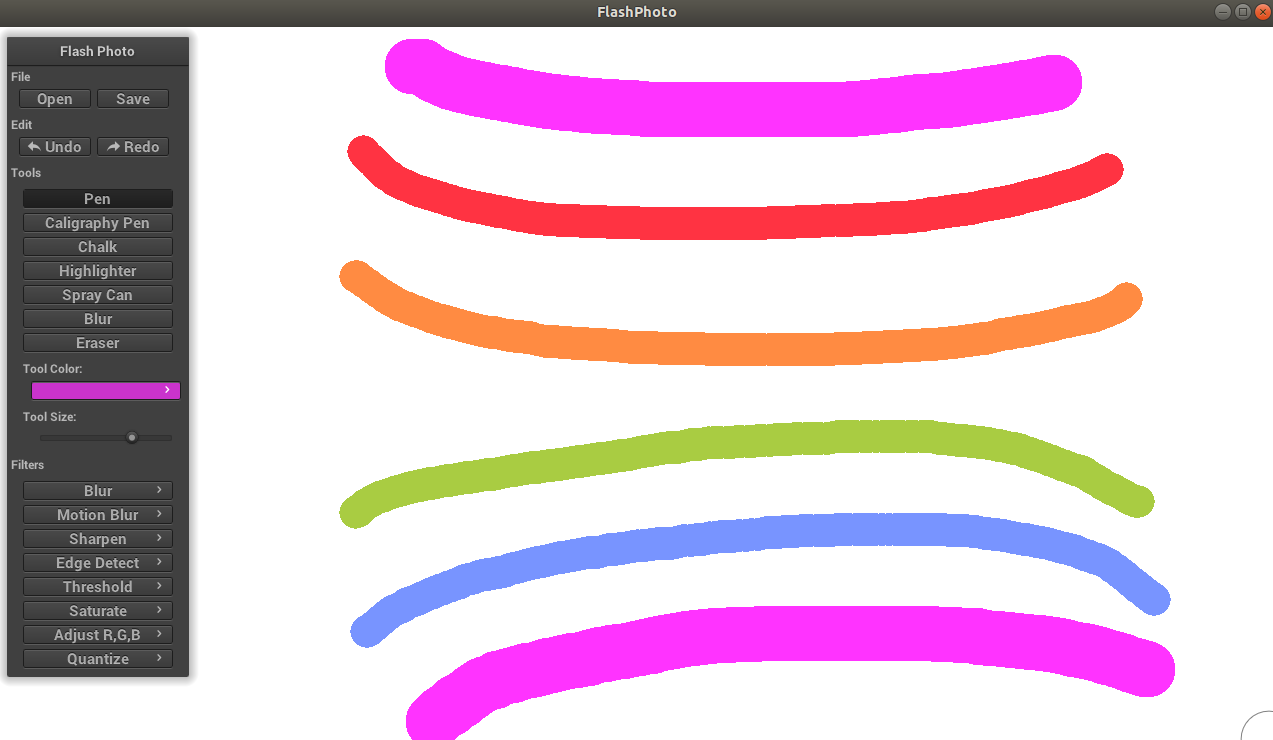 FlashPhoto
Flash Photo
File
Open Save
Edit
Undo Redo
Tools
Pen
Caligraphy Pen
Chalk
Highlighter
Spray Can
Blur
Eraser
Tool Color:
Tool Size:
Filters
Blur
Motion Blur
Sharpen
Edge Detect
Threshold
Saturate
Adjust R,G,B
Quantize